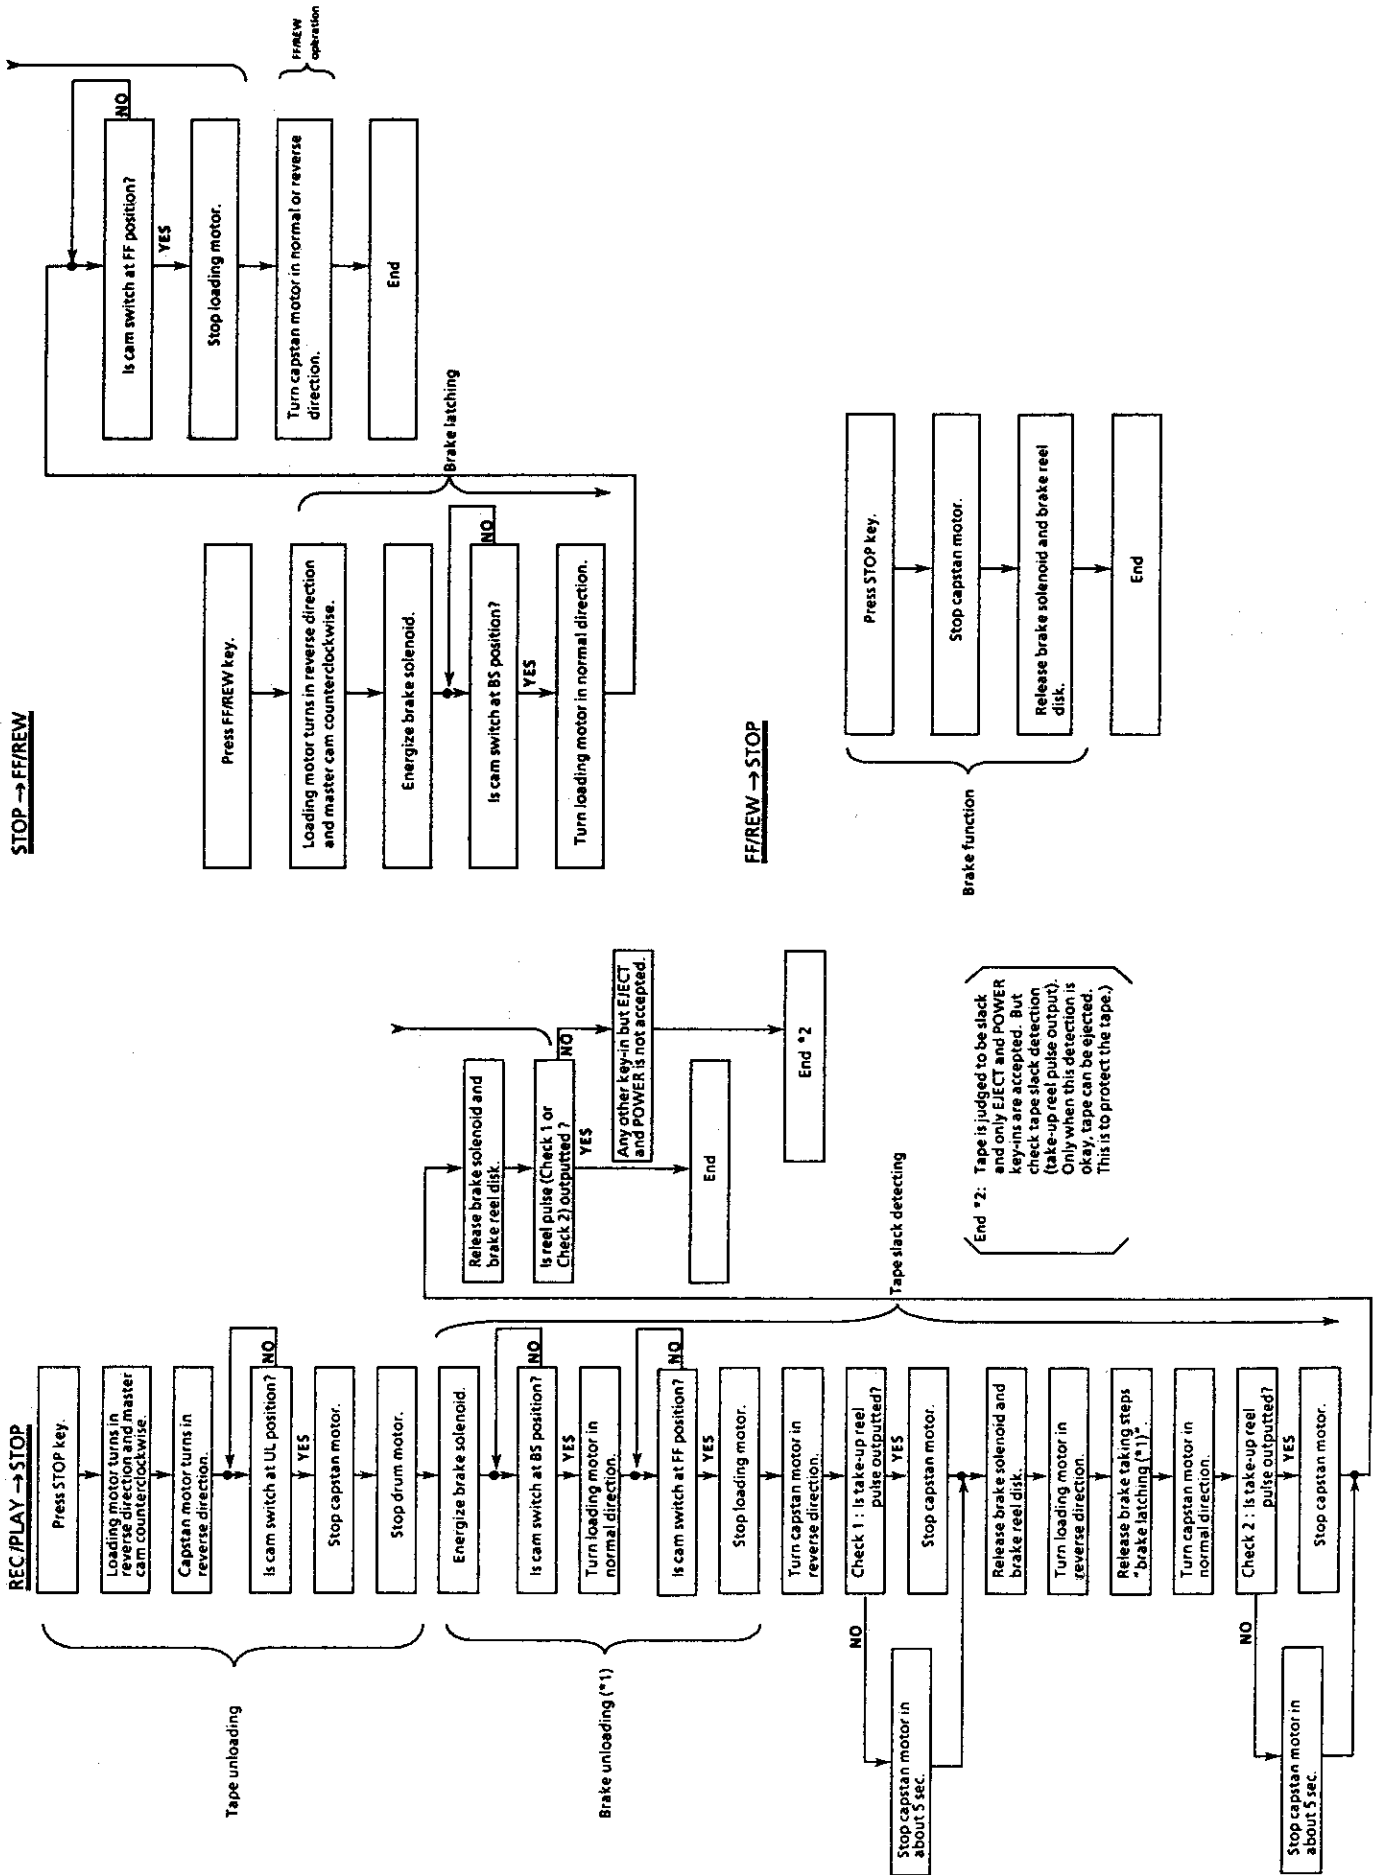 REC/PLAY → STOP
Press STOP key.
Loading motor turns in
reverse direction and master
cam counterclockwise.
Capstan motor turns in
reverse direction.
Is cam switch at UL position?
NO
YES
Stop capstan motor.
Stop drum motor.
Tape unloading
Energize brake solenoid.
Is cam switch at BS position?
NO
YES
Turn loading motor in
normal direction.
Is cam switch at FF position?
NO
YES
Stop loading motor.
Brake unloading (*1)
Turn capstan motor in
reverse direction.
Check 1 : Is take-up reel
pulse outputted?
NO
YES
Stop capstan motor.
Stop capstan motor in
about 5 sec.
Release brake solenoid and
brake reel disk.
Turn loading motor in
reverse direction.
Release brake taking steps
"brake latching (*1)".
Turn capstan motor in
normal direction.
Check 2 : Is take-up reel
pulse outputted?
NO
YES
Stop capstan motor.
Stop capstan motor in
about 5 sec.
Tape slack detecting
Release brake solenoid and
brake reel disk.
Is reel pulse (Check 1 or
Check 2) outputted ?
NO
YES
Any other key-in but EJECT
and POWER is not accepted.
End
End *2
End *2: Tape is judged to be slack
and only EJECT and POWER
key-ins are accepted. But
check tape slack detection
(take-up reel pulse output).
Only when this detection is
okay, tape can be ejected.
This is to protect the tape.)
STOP → FF/REW
Press FF/REW key.
Loading motor turns in reverse direction
and master cam counterclockwise.
Energize brake solenoid.
Is cam switch at BS position?
NO
YES
Turn loading motor in normal direction.
Brake latching
Is cam switch at FF position?
NO
YES
Stop loading motor.
Turn capstan motor in normal or reverse
direction.
FF/REW
operation
End
FF/REW → STOP
Press STOP key.
Stop capstan motor.
Release brake solenoid and brake reel
disk.
Brake function
End